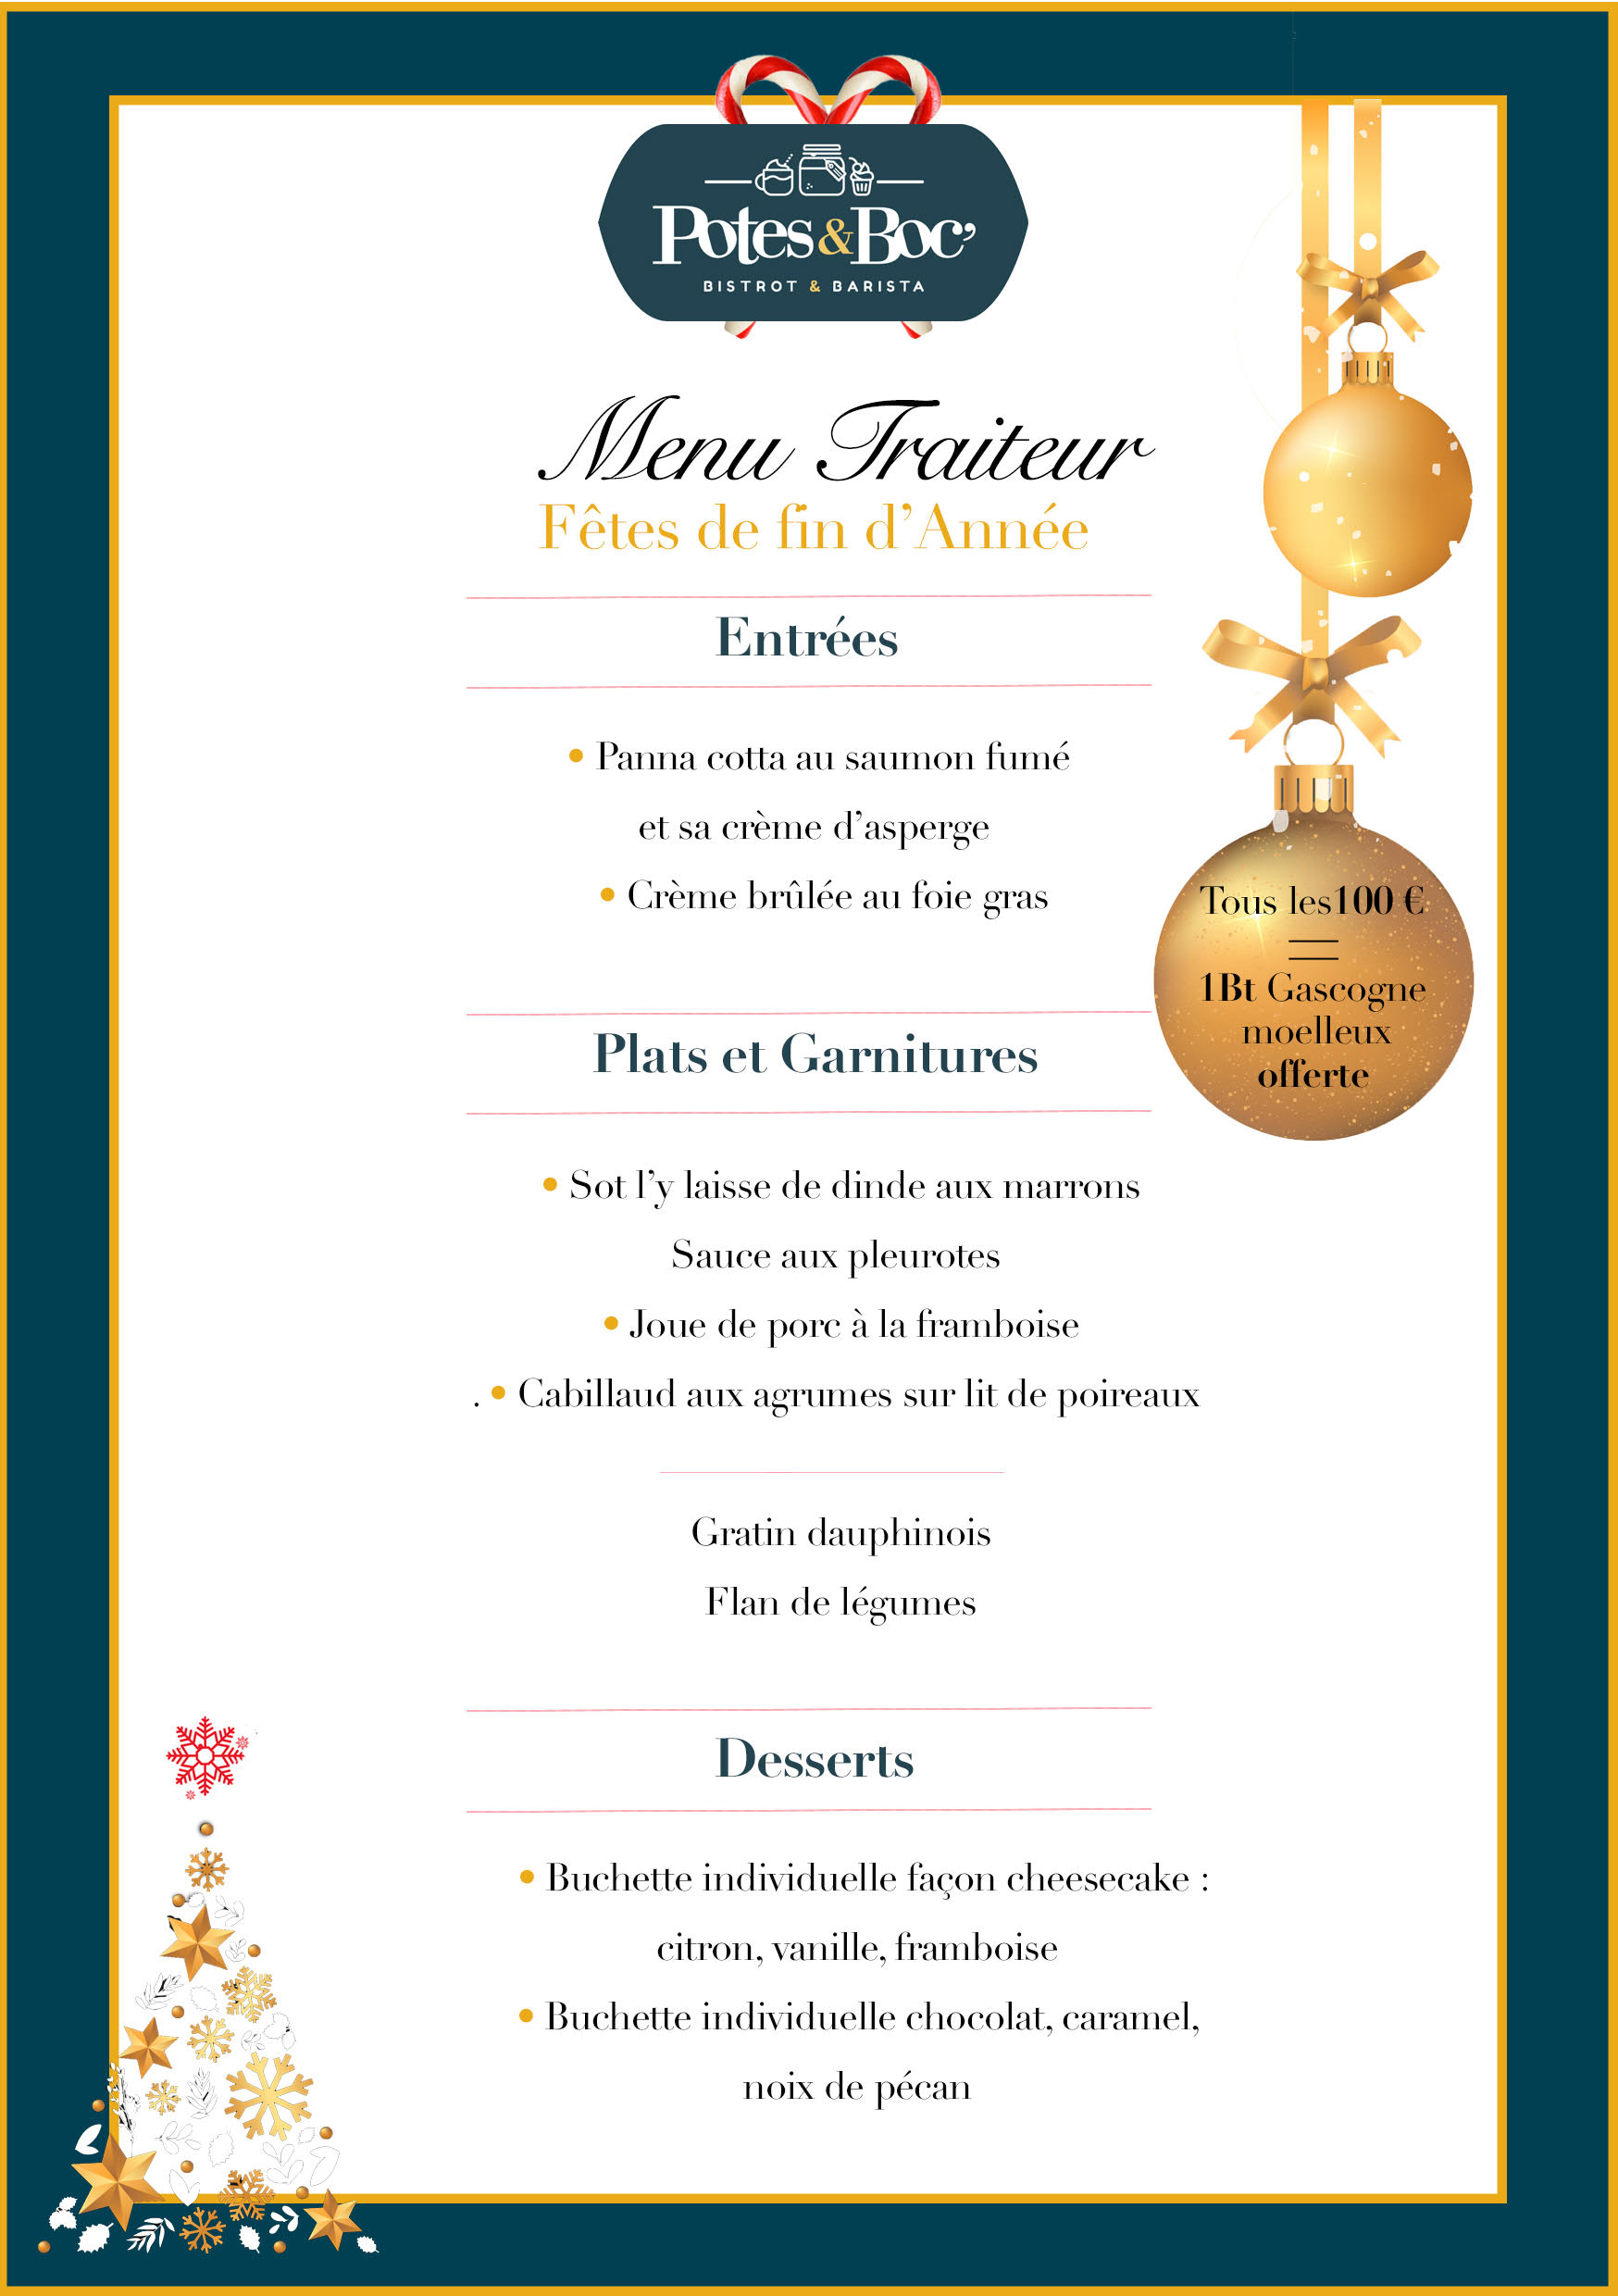 Potes&Boc'
BISTROT & BARISTA
Menu Traiteur
Fêtes de fin d'Année
Entrées
• Panna cotta au saumon fumé
et sa crème d'asperge
• Crème brûlée au foie gras
Tous les100 €
=
1Bt Gascogne
moelleux
offerte
Plats et Garnitures
• Sot l'y laisse de dinde aux marrons
Sauce aux pleurotes
• Joue de porc à la framboise
. • Cabillaud aux agrumes sur lit de poireaux
Gratin dauphinois
Flan de légumes
Desserts
• Buchette individuelle façon cheesecake :
citron, vanille, framboise
• Buchette individuelle chocolat, caramel,
noix de pécan